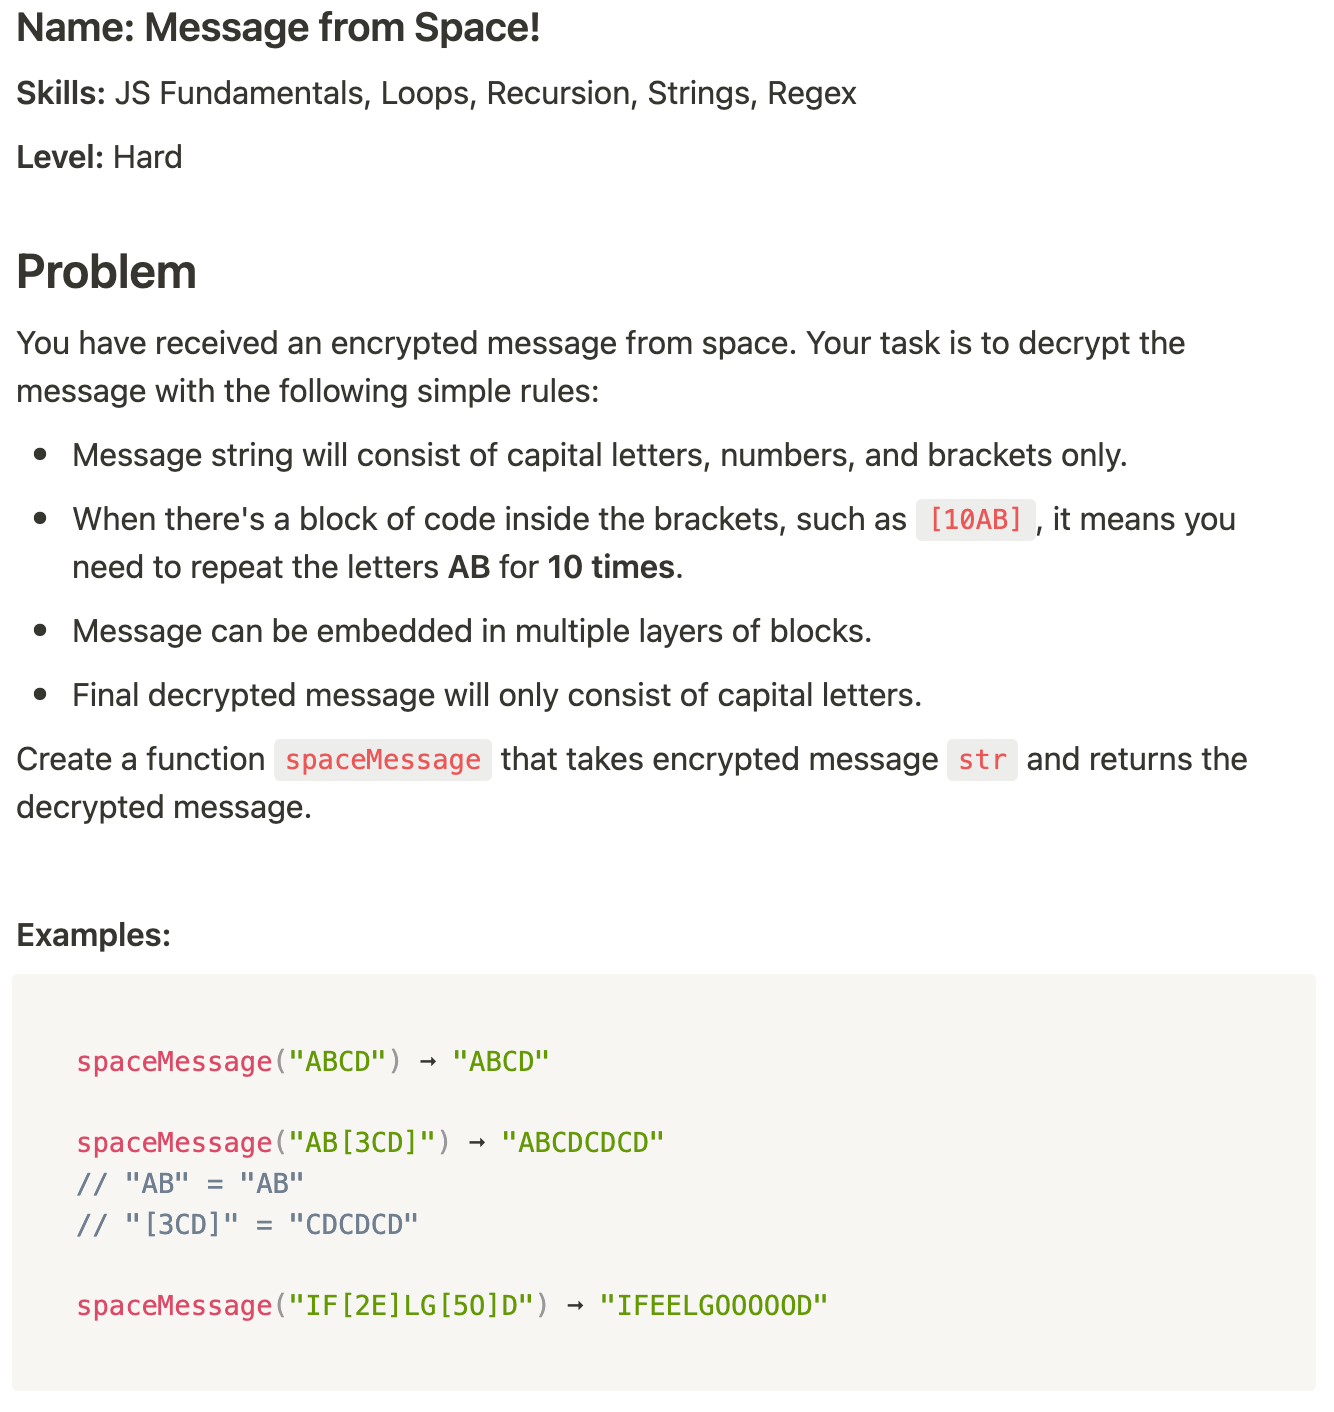 Name: Message from Space!
Skills: JS Fundamentals, Loops, Recursion, Strings, Regex
Level: Hard
Problem
You have received an encrypted message from space. Your task is to decrypt the
message with the following simple rules:
• Message string will consist of capital letters, numbers, and brackets only.
• When there's a block of code inside the brackets, such as [10AB], it means you
need to repeat the letters AB for 10 times.
• Message can be embedded in multiple layers of blocks.
• Final decrypted message will only consist of capital letters.
Create a function spaceMessage that takes encrypted message str and returns the
decrypted message.
Examples:
spaceMessage("ABCD") → "ABCD"
spaceMessage("AB[3CD]") → "ABCDCDCD"
// "AB" = "AB"
// "[3CD]" = "CDCDCD"
spaceMessage("IF[2E]LG[5O]D") → "IFEELGOOOOOD"